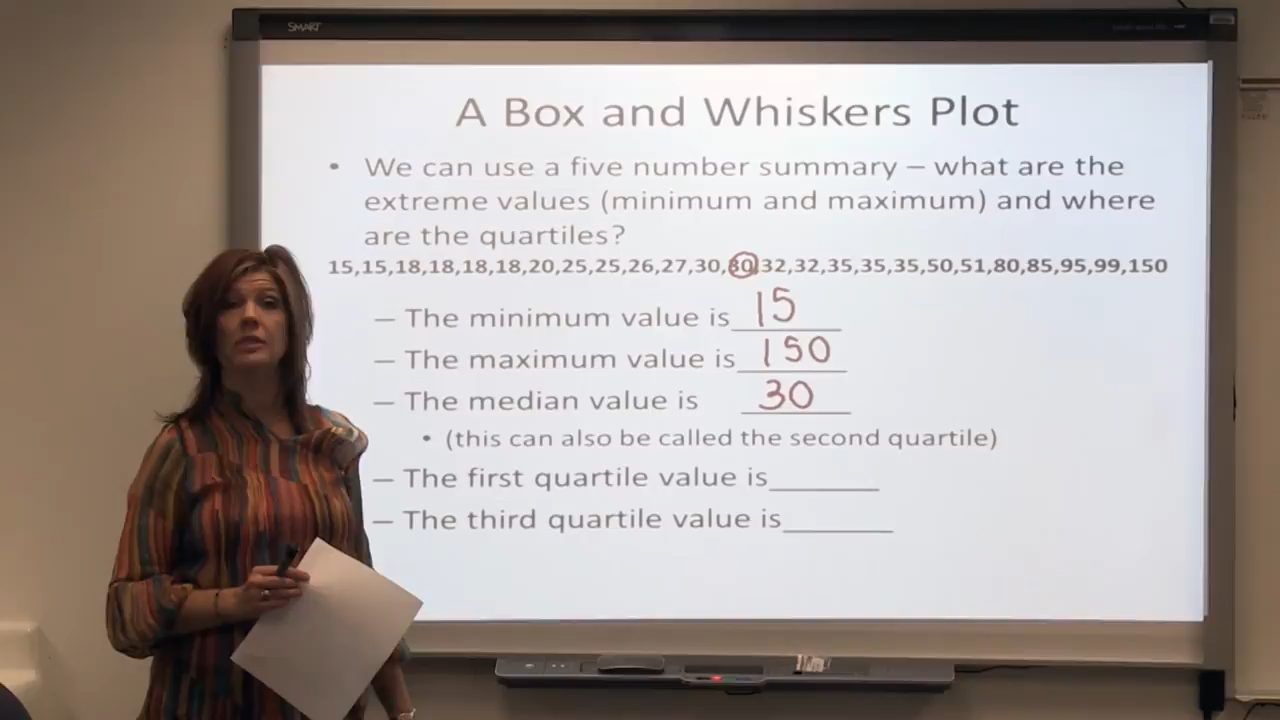 SMART
A Box and Whiskers Plot
• We can use a five number summary – what are the
extreme values (minimum and maximum) and where
are the quartiles?
15,15,18,18,18,18,20,25,25,26,27,30,30,32,32,35,35,35,50,51,80,85,95,99,150
– The minimum value is 15
– The maximum value is 150
– The median value is 30
• (this can also be called the second quartile)
– The first quartile value is______
– The third quartile value is______